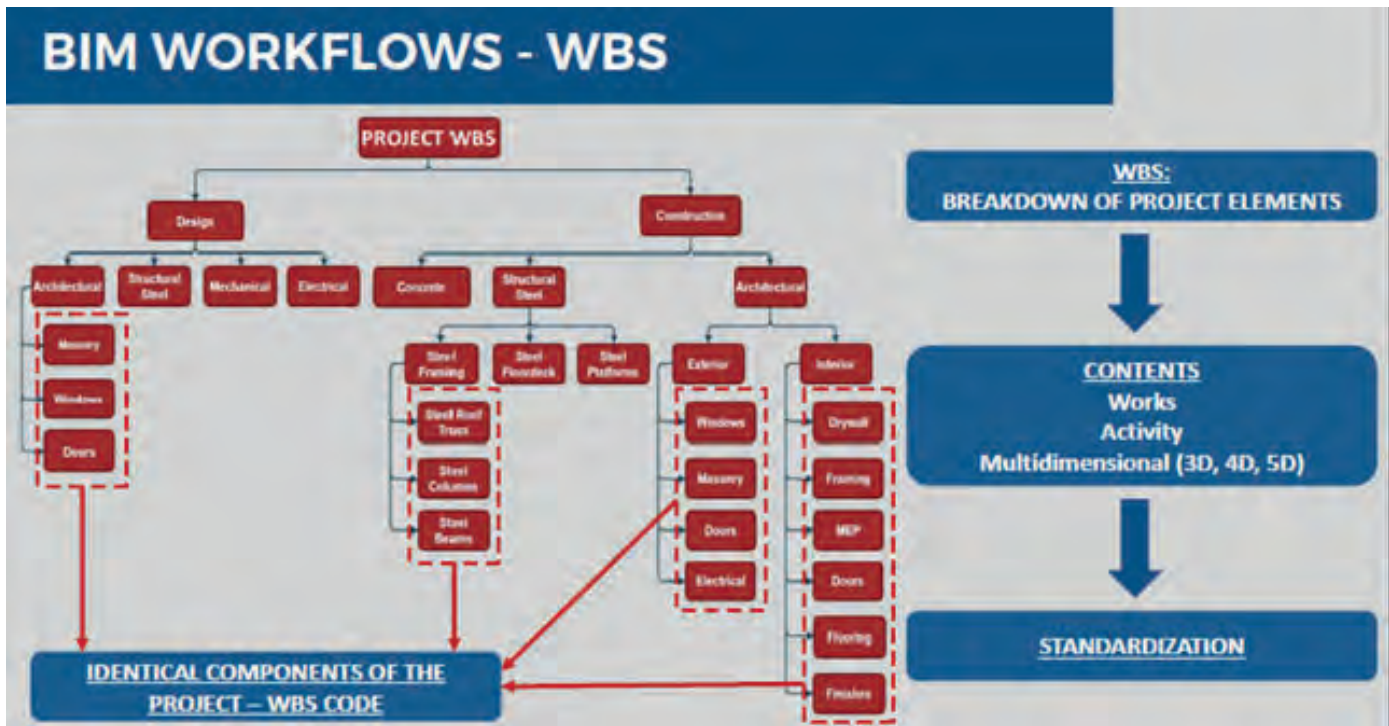 BIM WORKFLOWS - WBS
PROJECT WBS
Design
Construction
Architectural
Structural
Steel
Mechanical
Electrical
Concrete
Structural
Steel
Architectural
Masonry
Windows
Doors
Steel
Framing
Steel
Floordeck
Steel
Platforms
Exterior
Interior
Steel Roof
Truss
Steel
Columns
Steel
Beams
Windows
Masonry
Doors
Electrical
Drywall
Framing
MEP
Doors
Flooring
Finishes
IDENTICAL COMPONENTS OF THE
PROJECT – WBS CODE
WBS:
BREAKDOWN OF PROJECT ELEMENTS
CONTENTS
Works
Activity
Multidimensional (3D, 4D, 5D)
STANDARDIZATION